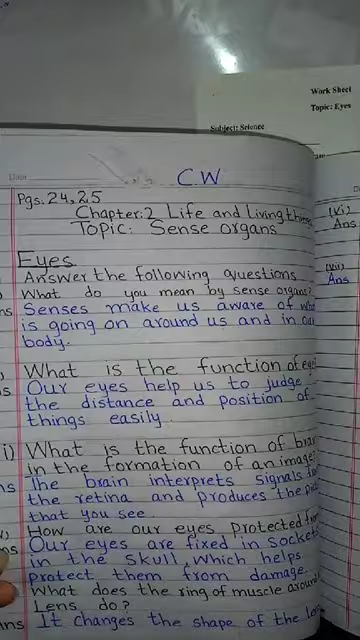 Work Sheet
Topic: Eyes
Subject: Science
C.W
Pgs. 24,25
Chapter:2 Life and Living things
Topic: Sense organs
Eyes
Answer the following questions
What do you mean by sense organs?
Senses make us aware of what
is going on around us and in our
body.
What is the function of eyes
Our eyes help us to judge
the distance and position of
things easily.
i) What is the function of brain
in the formation of an image
The brain interprets signals
the retina and produces the
that you see
How are our eyes protected
Our eyes are fixed in sockets
in the skull, which helps
protect them from damage.
What does the ring of muscle around
Lens do?
Ans It changes the shape of the lens
(vi)
Ans
(vii)
Ans